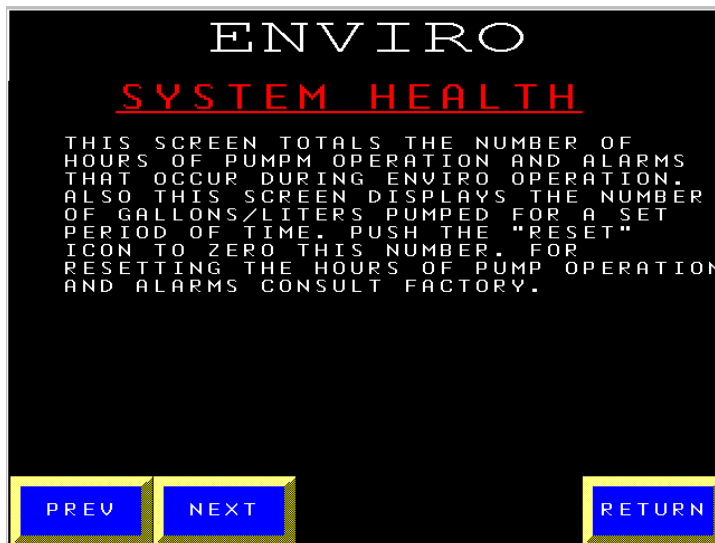 ENVIRO
SYSTEM HEALTH
THIS SCREEN TOTALS THE NUMBER OF
HOURS OF PUMPM OPERATION AND ALARMS
THAT OCCUR DURING ENVIRO OPERATION.
ALSO THIS SCREEN DISPLAYS THE NUMBER
OF GALLONS/LITERS PUMPED FOR A SET
PERIOD OF TIME. PUSH THE "RESET"
ICON TO ZERO THIS NUMBER. FOR
RESETTING THE HOURS OF PUMP OPERATION
AND ALARMS CONSULT FACTORY.
PREV NEXT RETURN